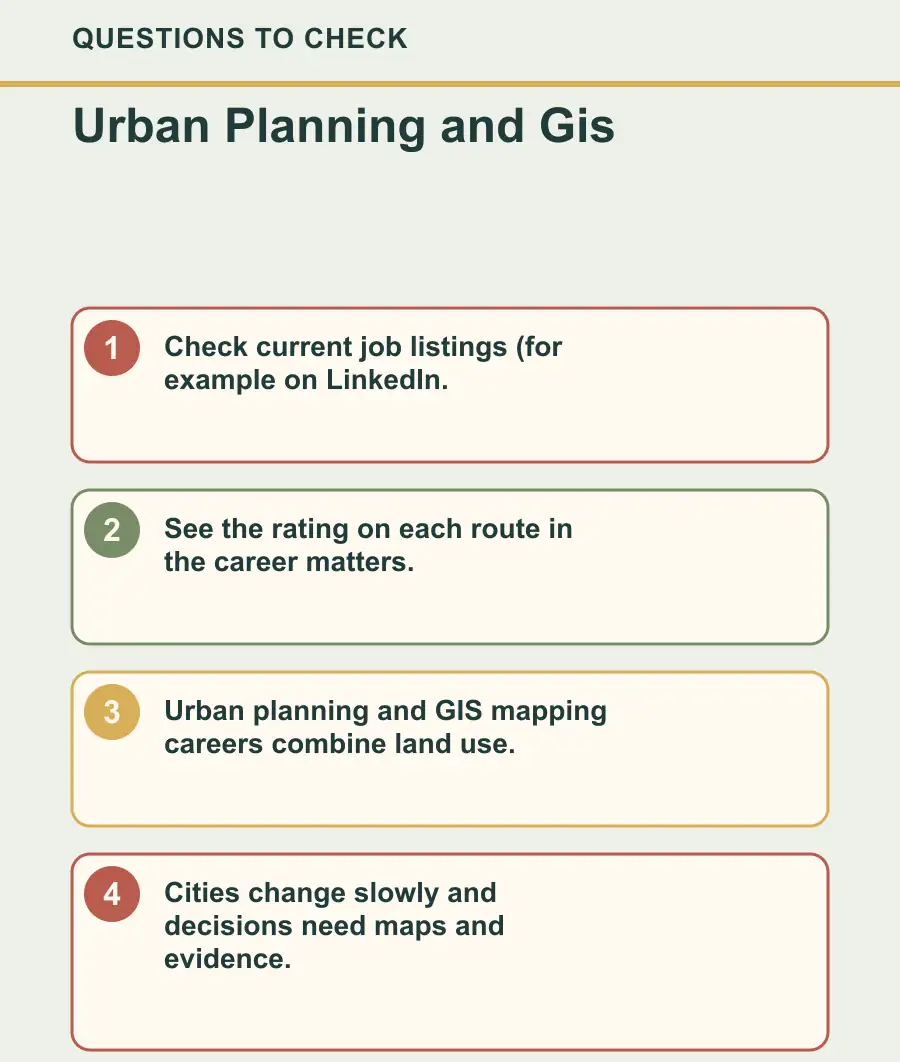 QUESTIONS TO CHECK
Urban Planning and Gis
1
Check current job listings (for
example on LinkedIn.
2
See the rating on each route in
the career matters.
3
Urban planning and GIS mapping
careers combine land use.
4
Cities change slowly and
decisions need maps and
evidence.